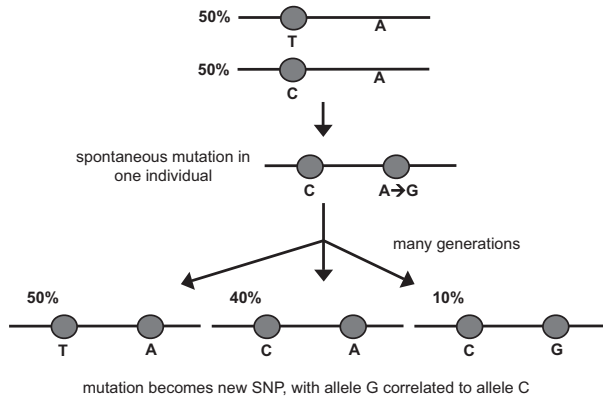 50%
T A
50%
C A
spontaneous mutation in
one individual
C A→G
many generations
50% 40% 10%
T A C A C G
mutation becomes new SNP, with allele G correlated to allele C